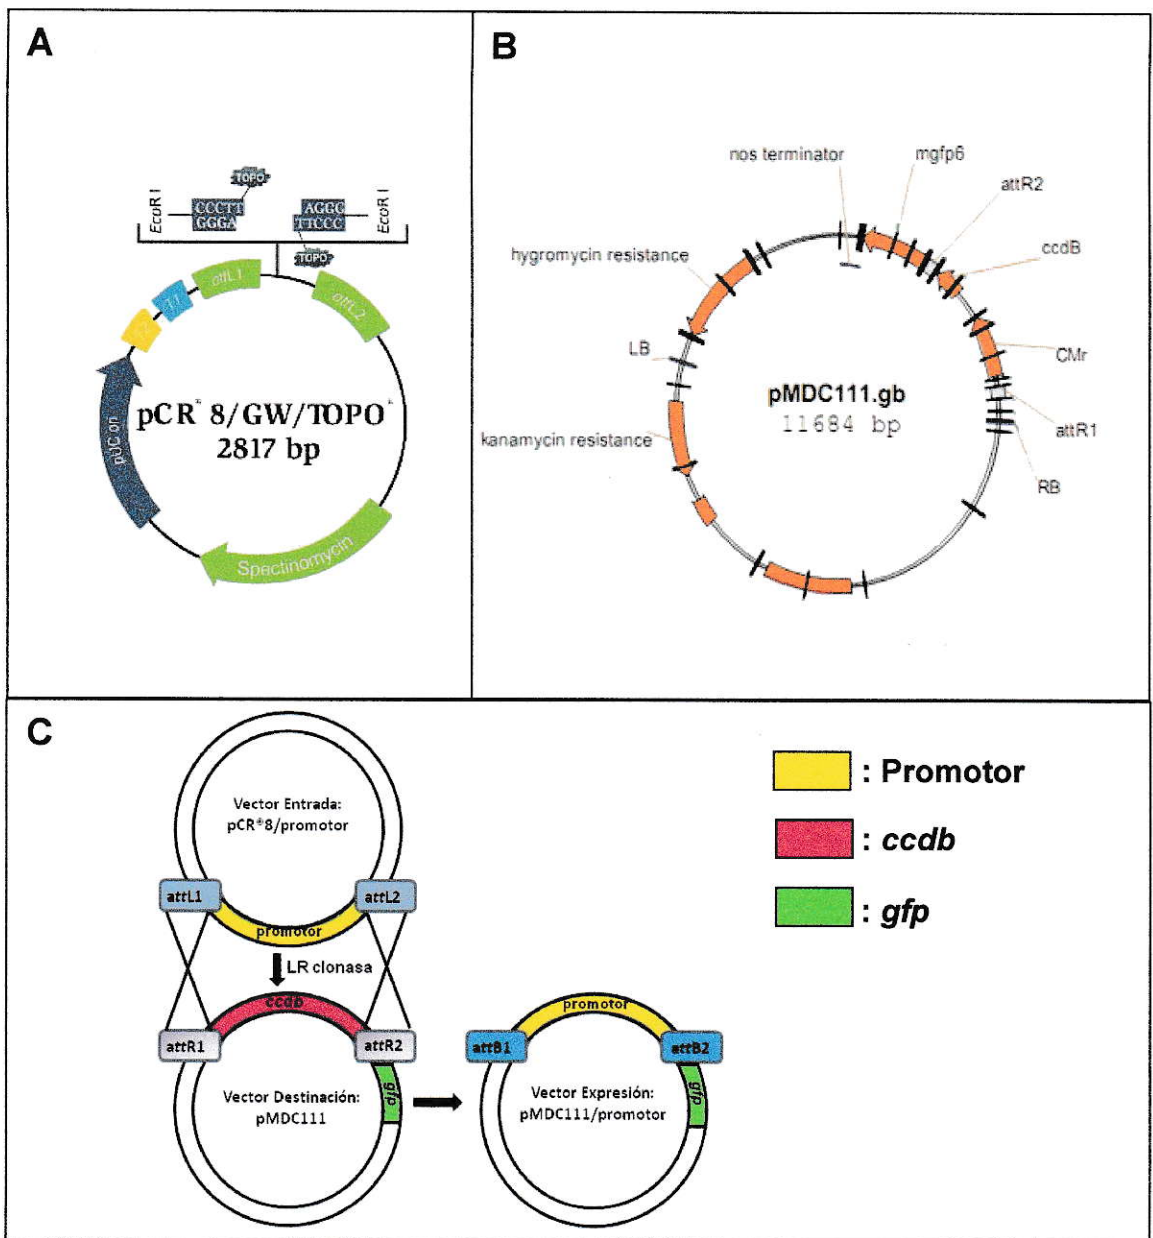 A
TOPO
EcoR I
CCCTT
GGGA
AGGG
TTCCC
EcoR I
TOPO
attL1
attL2
T2
T1
pUC ori
pCR® 8/GW/TOPO®
2817 bp
Spectinomycin
B
nos terminator
mgfp6
attR2
ccdB
hygromycin resistance
LB
CMr
pMDC111.gb
11684 bp
kanamycin resistance
attR1
RB
C
Vector Entrada:
pCR®8/promotor
attL1
attL2
promotor
LR clonasa
ccdb
attR1
attR2
gfp
Vector Destinación:
pMDC111
promotor
attB1
attB2
gfp
Vector Expresión:
pMDC111/promotor
: Promotor
: ccdb
: gfp